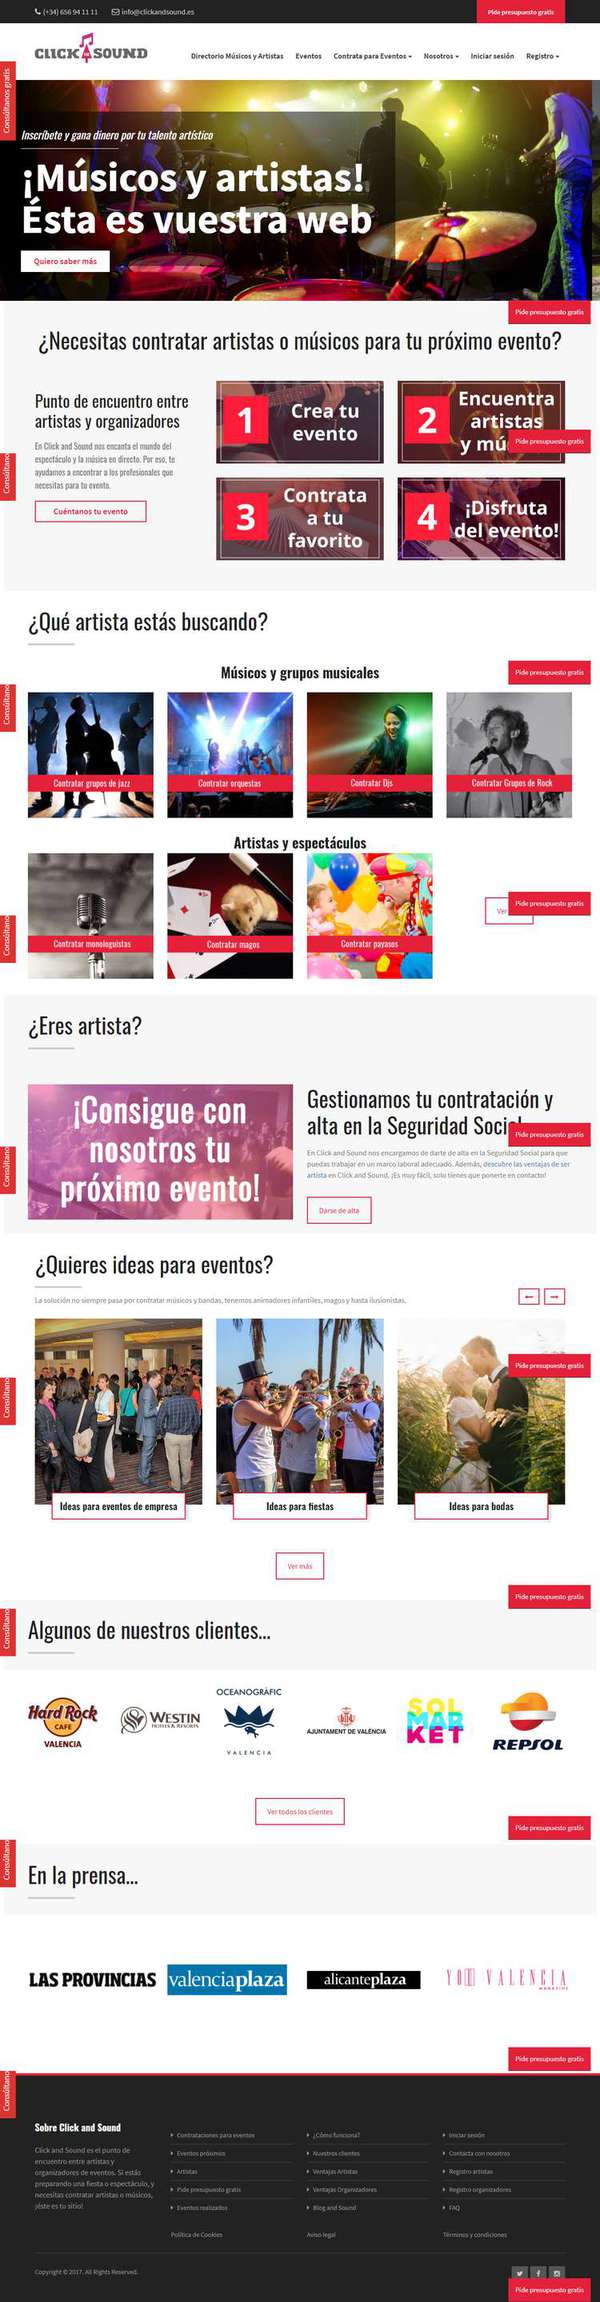 (+34) 656 94 11 11
info@clickandsound.es
Pide presupuesto gratis
CLICK & SOUND
Directorio Músicos y Artistas
Eventos
Contrata para Eventos
Nosotros
Iniciar sesión
Registro
Consúltanos gratis
Inscríbete y gana dinero por tu talento artístico
¡Músicos y artistas!
Ésta es vuestra web
Quiero saber más
Pide presupuesto gratis
¿Necesitas contratar artistas o músicos para tu próximo evento?
Punto de encuentro entre
artistas y organizadores
En Click and Sound nos encanta el mundo del
espectáculo y la música en directo. Por eso, te
ayudamos a encontrar a los profesionales que
necesitas para tu evento.
Cuéntanos tu evento
1
Crea tu
evento
2
Encuentra
artistas
y mú
Pide presupuesto gratis
Consúltano
3
Contrata
a tu
favorito
4
¡Disfruta
del evento!
¿Qué artista estás buscando?
Músicos y grupos musicales
Pide presupuesto gratis
Consúltano
Contratar grupos de jazz
Contratar orquestas
Contratar Djs
Contratar Grupos de Rock
Artistas y espectáculos
Contratar monologuistas
Contratar magos
Contratar payasos
Ver
Pide presupuesto gratis
Consúltano
¿Eres artista?
¡Consigue con
nosotros tu
próximo evento!
Gestionamos tu contratación y
alta en la Seguridad Social
Pide presupuesto gratis
En Click and Sound nos encargamos de darte de alta en la Seguridad Social para que
puedas trabajar en un marco laboral adecuado. Además, descubre las ventajas de ser
artista en Click and Sound. ¡Es muy fácil, solo tienes que ponerte en contacto!
Darse de alta
Consúltano
¿Quieres ideas para eventos?
La solución no siempre pasa por contratar músicos y bandas, tenemos animadores infantiles, magos y hasta ilusionistas.
Pide presupuesto gratis
Consúltano
Ideas para eventos de empresa
Ideas para fiestas
Ideas para bodas
Ver más
Pide presupuesto gratis
Consúltano
Algunos de nuestros clientes...
Hard Rock
CAFE
VALENCIA
WESTIN
HOTELS & RESORTS
OCEANOGRÀFIC
VALENCIA
AJUNTAMENT DE VALÈNCIA
SOL
MAR
KET
REPSOL
Ver todos los clientes
Pide presupuesto gratis
Consúltano
En la prensa...
LAS PROVINCIAS
valenciaplaza
alicanteplaza
YOU VALENCIA
MAGAZINE
Pide presupuesto gratis
Consúltano
Sobre Click and Sound
Click and Sound es el punto de
encuentro entre artistas y
organizadores de eventos. Si estás
preparando una fiesta o espectáculo, y
necesitas contratar artistas o músicos,
¡éste es tu sitio!
Contrataciones para eventos
Eventos próximos
Artistas
Pide presupuesto gratis
Eventos realizados
¿Cómo funciona?
Nuestros clientes
Ventajas Artistas
Ventajas Organizadores
Blog and Sound
Iniciar sesión
Contacta con nosotros
Registro artistas
Registro organizadores
FAQ
Política de Cookies
Aviso legal
Términos y condiciones
Copyright © 2017. All Rights Reserved.
Pide presupuesto gratis